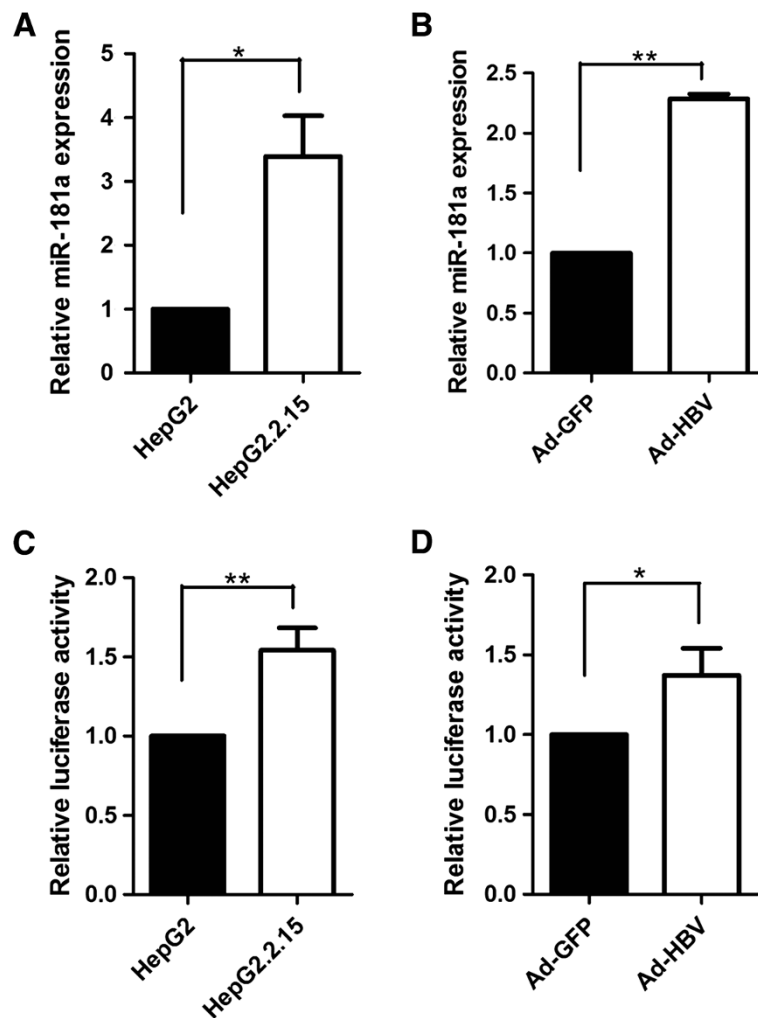 A
Relative miR-181a expression
5
4
3
2
1
0
*
HepG2
HepG2.2.15
B
Relative miR-181a expression
2.5
2.0
1.5
1.0
0.5
0.0
**
Ad-GFP
Ad-HBV
C
Relative luciferase activity
2.0
1.5
1.0
0.5
0.0
**
HepG2
HepG2.2.15
D
Relative luciferase activity
2.0
1.5
1.0
0.5
0.0
*
Ad-GFP
Ad-HBV